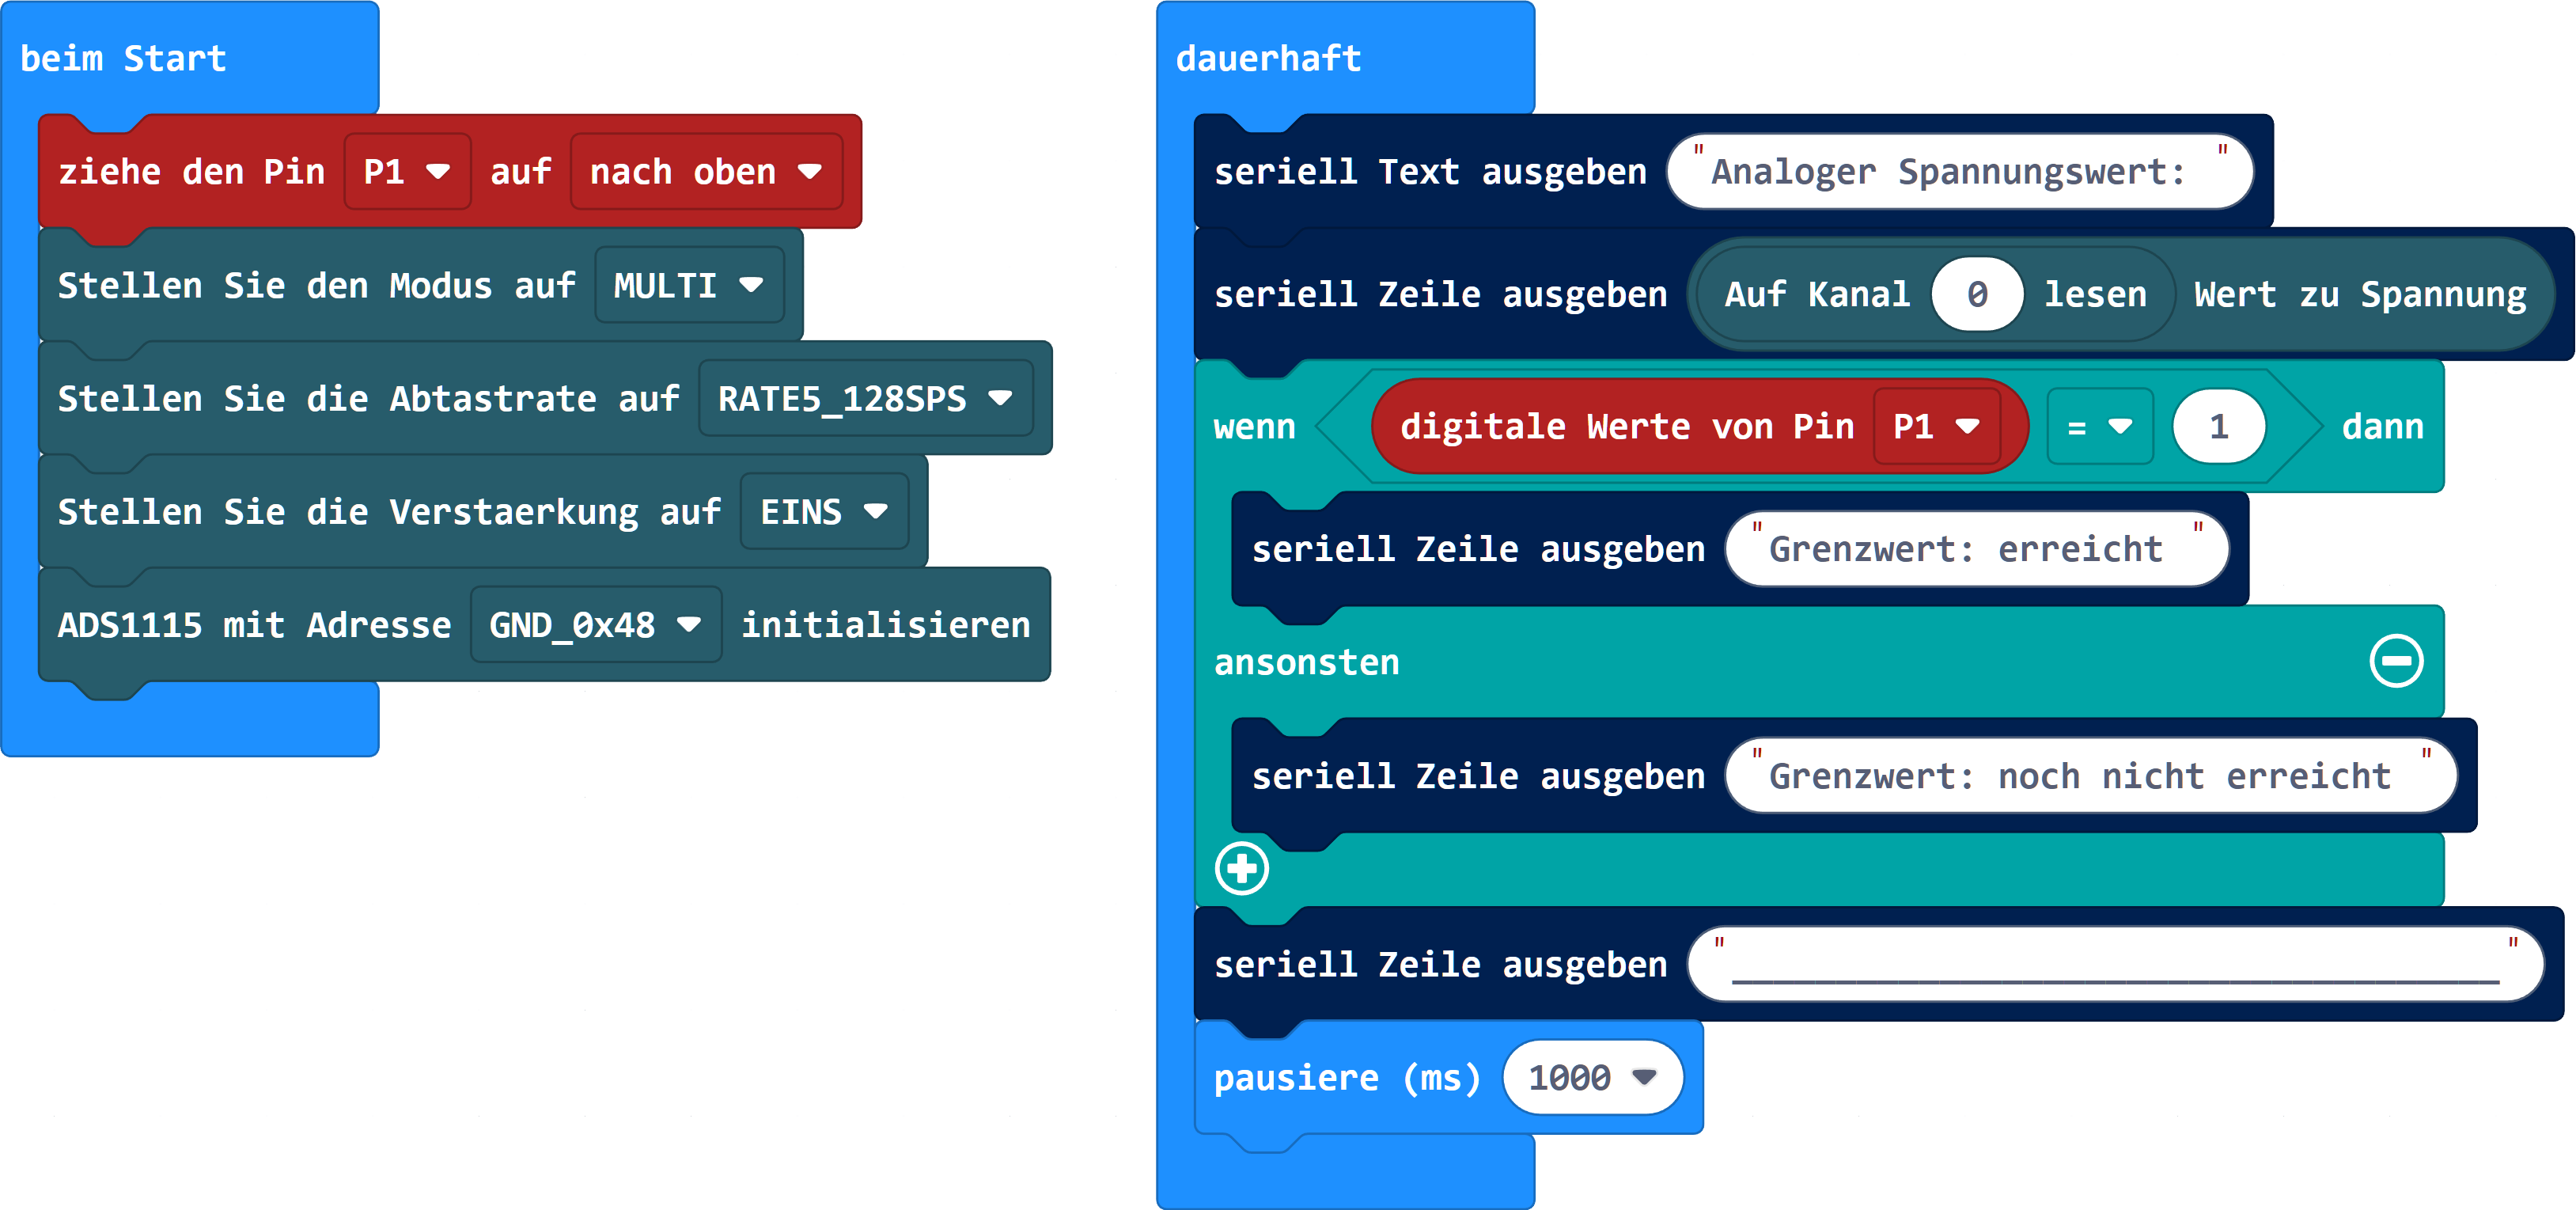 beim Start
ziehe den Pin P1 auf nach oben
Stellen Sie den Modus auf MULTI
Stellen Sie die Abtastrate auf RATE5_128SPS
Stellen Sie die Verstaerkung auf EINS
ADS1115 mit Adresse GND_0x48 initialisieren
dauerhaft
seriell Text ausgeben "Analoger Spannungswert: "
seriell Zeile ausgeben Auf Kanal 0 lesen Wert zu Spannung
wenn digitale Werte von Pin P1 = 1 dann
seriell Zeile ausgeben "Grenzwert: erreicht "
ansonsten
seriell Zeile ausgeben "Grenzwert: noch nicht erreicht "
seriell Zeile ausgeben "_____________________________________"
pausiere (ms) 1000